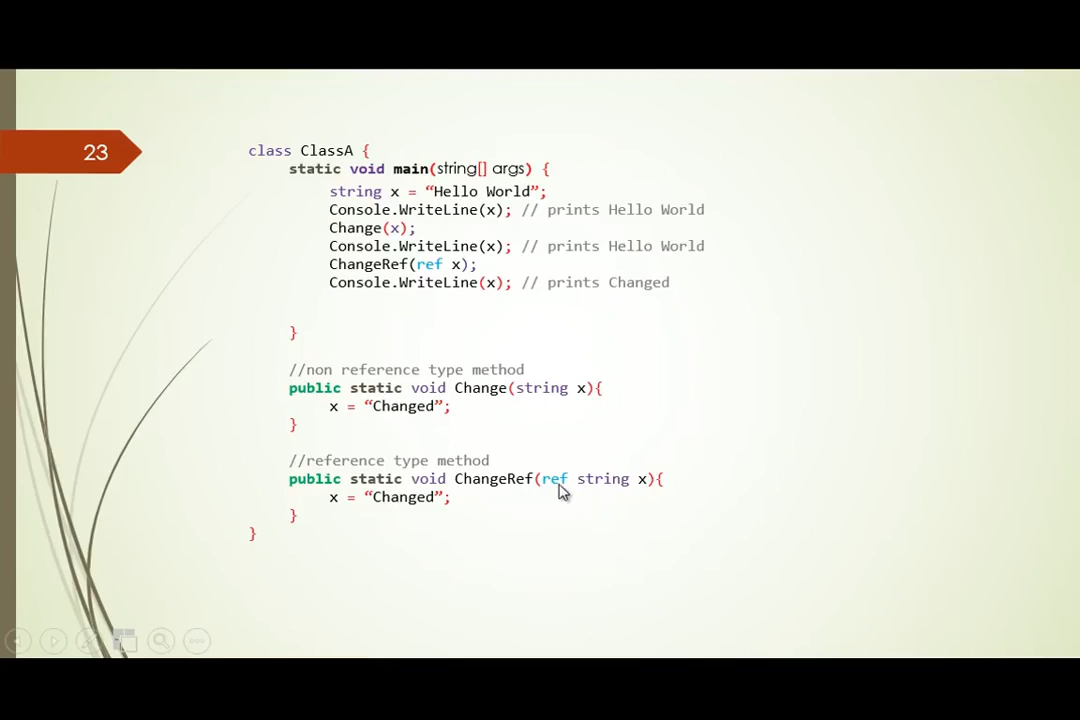 23
class ClassA {
static void main(string[] args) {
string x = “Hello World”;
Console.WriteLine(x); // prints Hello World
Change(x);
Console.WriteLine(x); // prints Hello World
ChangeRef(ref x);
Console.WriteLine(x); // prints Changed
}
//non reference type method
public static void Change(string x){
x = “Changed”;
}
//reference type method
public static void ChangeRef(ref string x){
x = “Changed”;
}
}